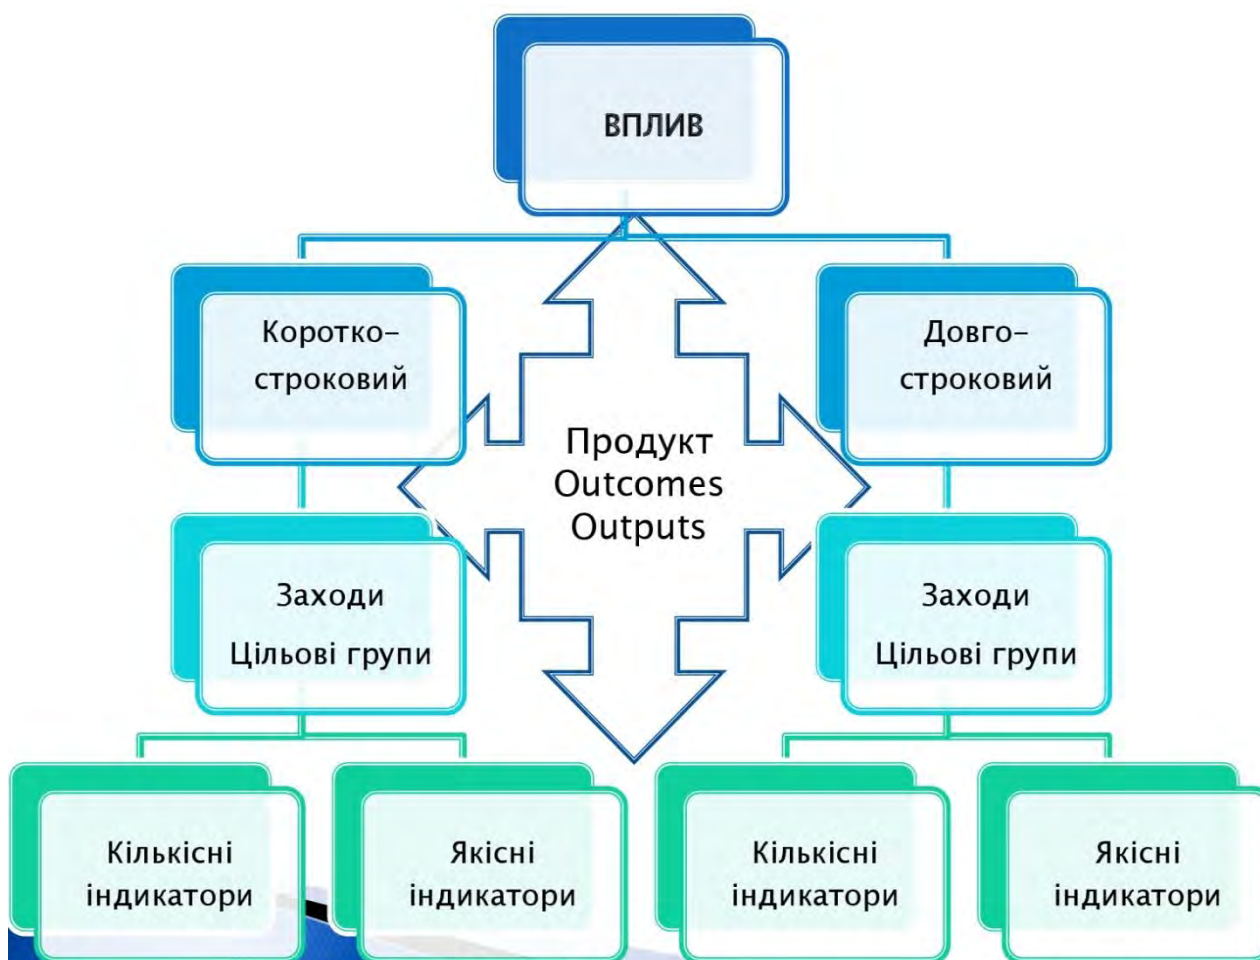 ВПЛИВ
Коротко-
строковий
Довго-
строковий
Продукт
Outcomes
Outputs
Заходи
Цільові групи
Заходи
Цільові групи
Кількісні
індикатори
Якісні
індикатори
Кількісні
індикатори
Якісні
індикатори